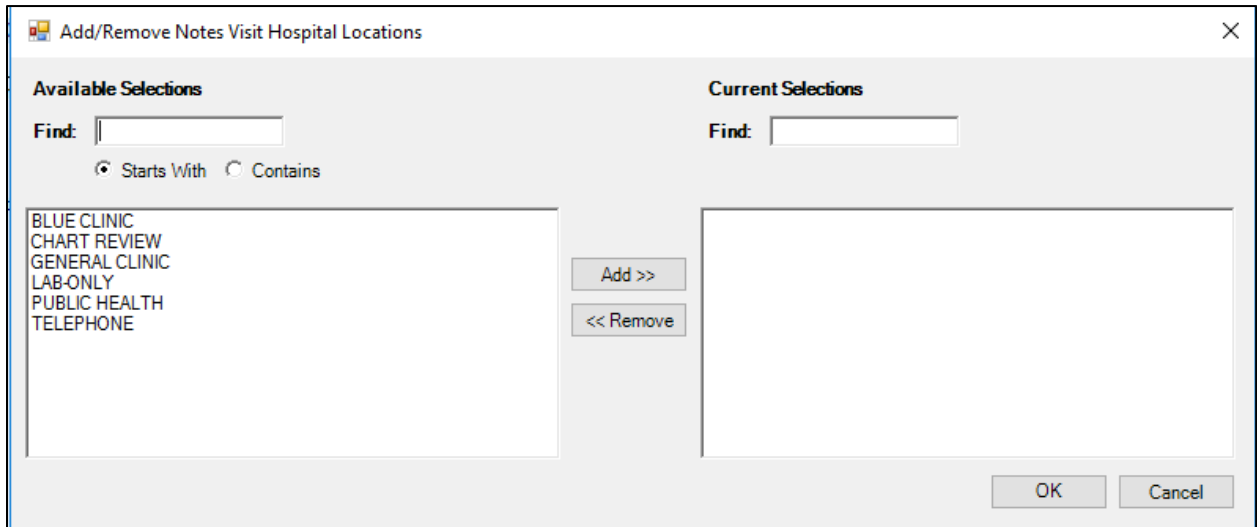 Add/Remove Notes Visit Hospital Locations
Available Selections
Find:
Starts With
Contains
BLUE CLINIC
CHART REVIEW
GENERAL CLINIC
LAB-ONLY
PUBLIC HEALTH
TELEPHONE
Add >>
<< Remove
Current Selections
Find:
OK
Cancel